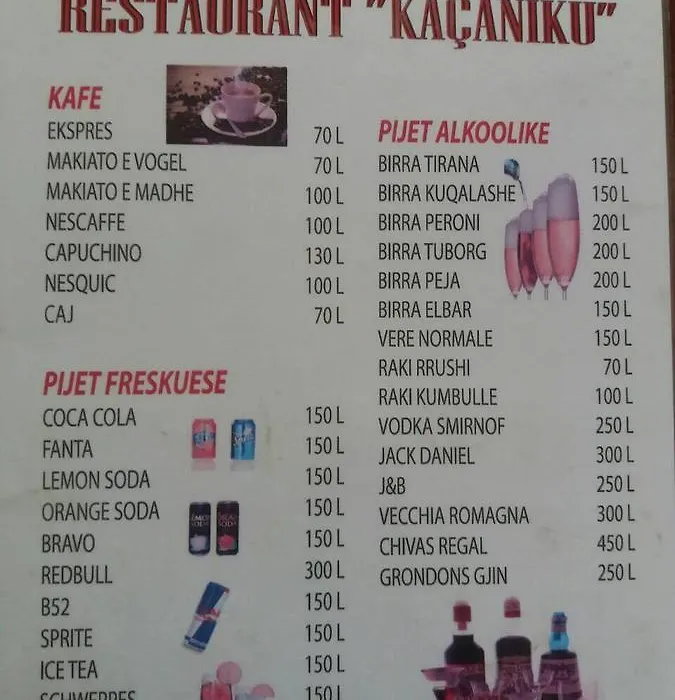 RESTAURANT "KAÇANIKU"
KAFE
EKSPRES 70 L
MAKIATO E VOGEL 70 L
MAKIATO E MADHE 100 L
NESCAFFE 100 L
CAPUCHINO 130 L
NESQUIC 100 L
CAJ 70 L
PIJET FRESKUESE
COCA COLA 150 L
FANTA 150 L
LEMON SODA 150 L
ORANGE SODA 150 L
BRAVO 150 L
REDBULL 300 L
B52 150 L
SPRITE 150 L
ICE TEA 150 L
SCHWEPPES 150 L
PIJET ALKOOLIKE
BIRRA TIRANA 150 L
BIRRA KUQALASHE 150 L
BIRRA PERONI 200 L
BIRRA TUBORG 200 L
BIRRA PEJA 200 L
BIRRA ELBAR 150 L
VERE NORMALE 150 L
RAKI RRUSHI 70 L
RAKI KUMBULLE 100 L
VODKA SMIRNOF 250 L
JACK DANIEL 300 L
J&B 250 L
VECCHIA ROMAGNA 300 L
CHIVAS REGAL 450 L
GRONDONS GJIN 250 L